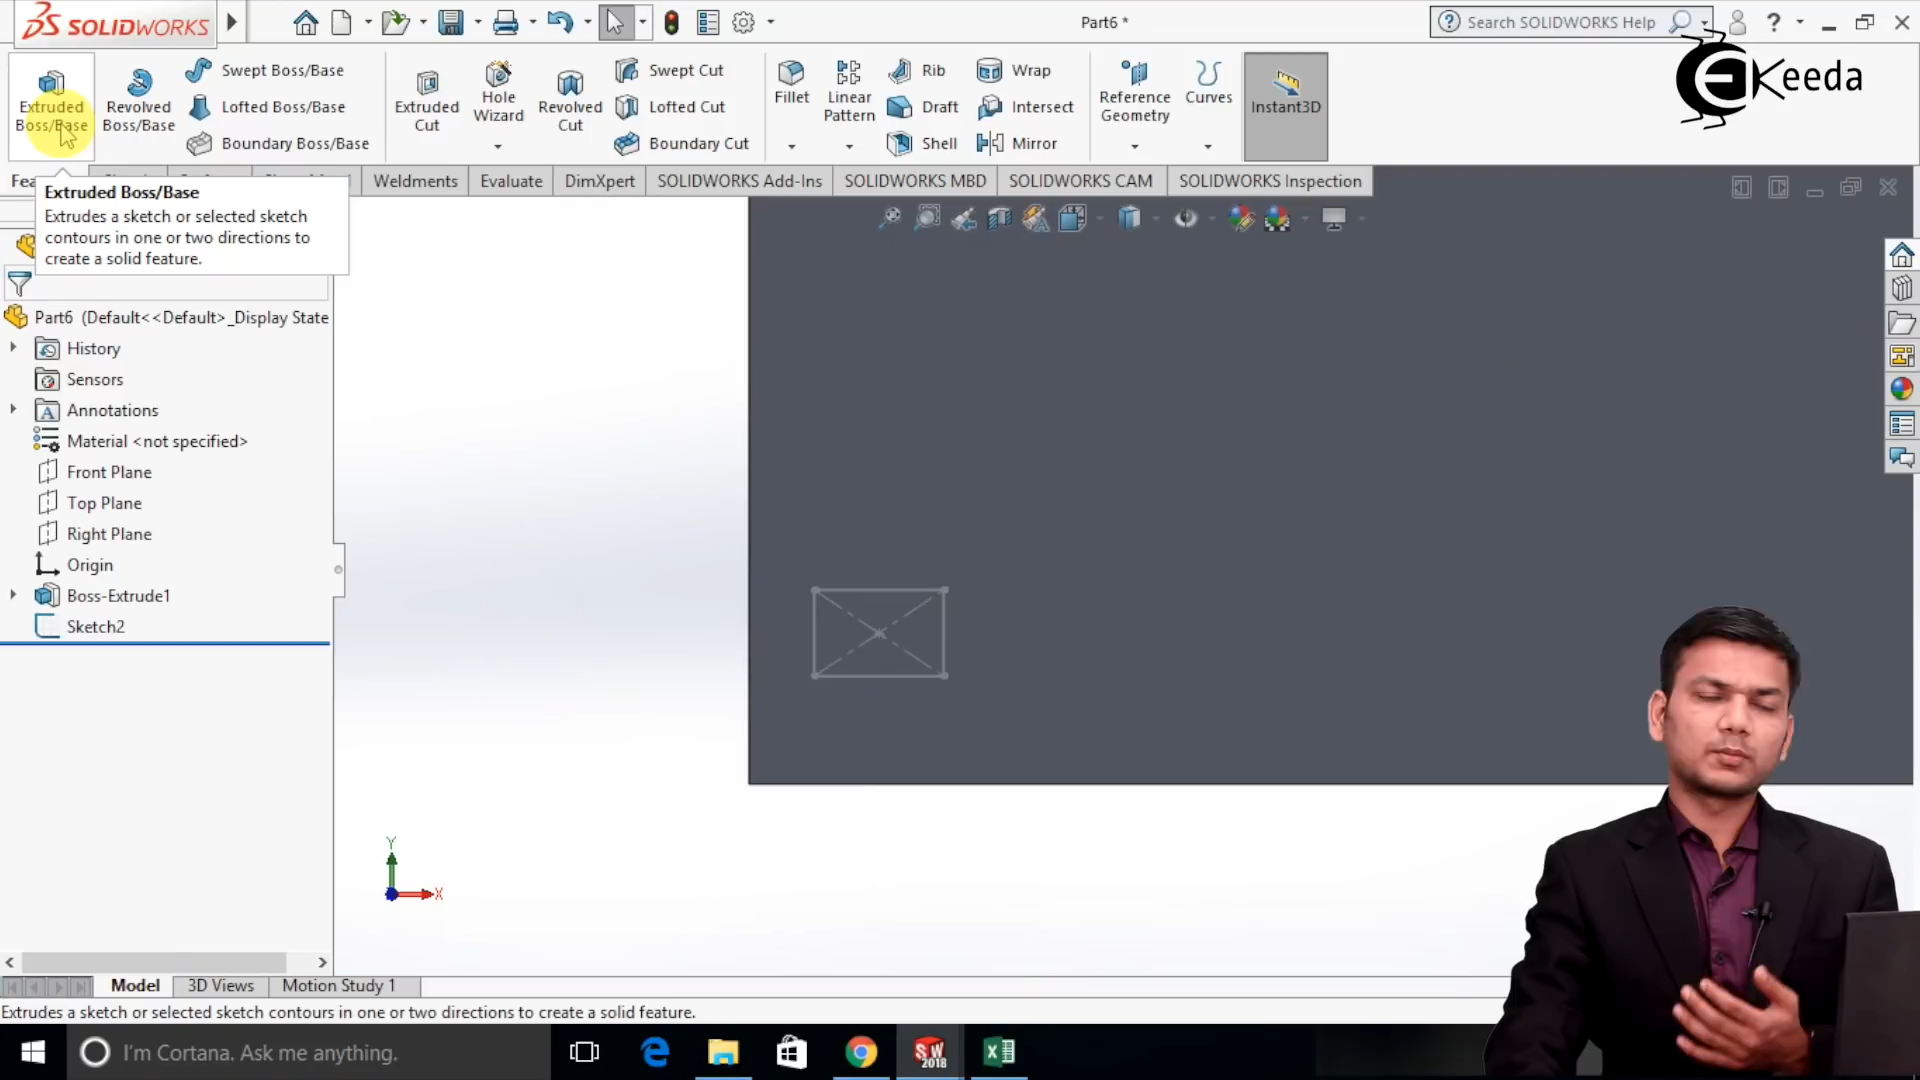 SOLIDWORKS
Part6 *
Search SOLIDWORKS Help
Extruded Boss/Base
Revolved Boss/Base
Swept Boss/Base
Lofted Boss/Base
Boundary Boss/Base
Extruded Cut
Hole Wizard
Revolved Cut
Swept Cut
Lofted Cut
Boundary Cut
Fillet
Linear Pattern
Rib
Draft
Shell
Wrap
Intersect
Mirror
Reference Geometry
Curves
Instant3D
Ekeeda
Weldments
Evaluate
DimXpert
SOLIDWORKS Add-Ins
SOLIDWORKS MBD
SOLIDWORKS CAM
SOLIDWORKS Inspection
Extruded Boss/Base
Extrudes a sketch or selected sketch
contours in one or two directions to
create a solid feature.
Part6 (Default<<Default>_Display State
History
Sensors
Annotations
Material <not specified>
Front Plane
Top Plane
Right Plane
Origin
Boss-Extrude1
Sketch2
Y
X
Model
3D Views
Motion Study 1
Extrudes a sketch or selected sketch contours in one or two directions to create a solid feature.
I'm Cortana. Ask me anything.
SW
2018